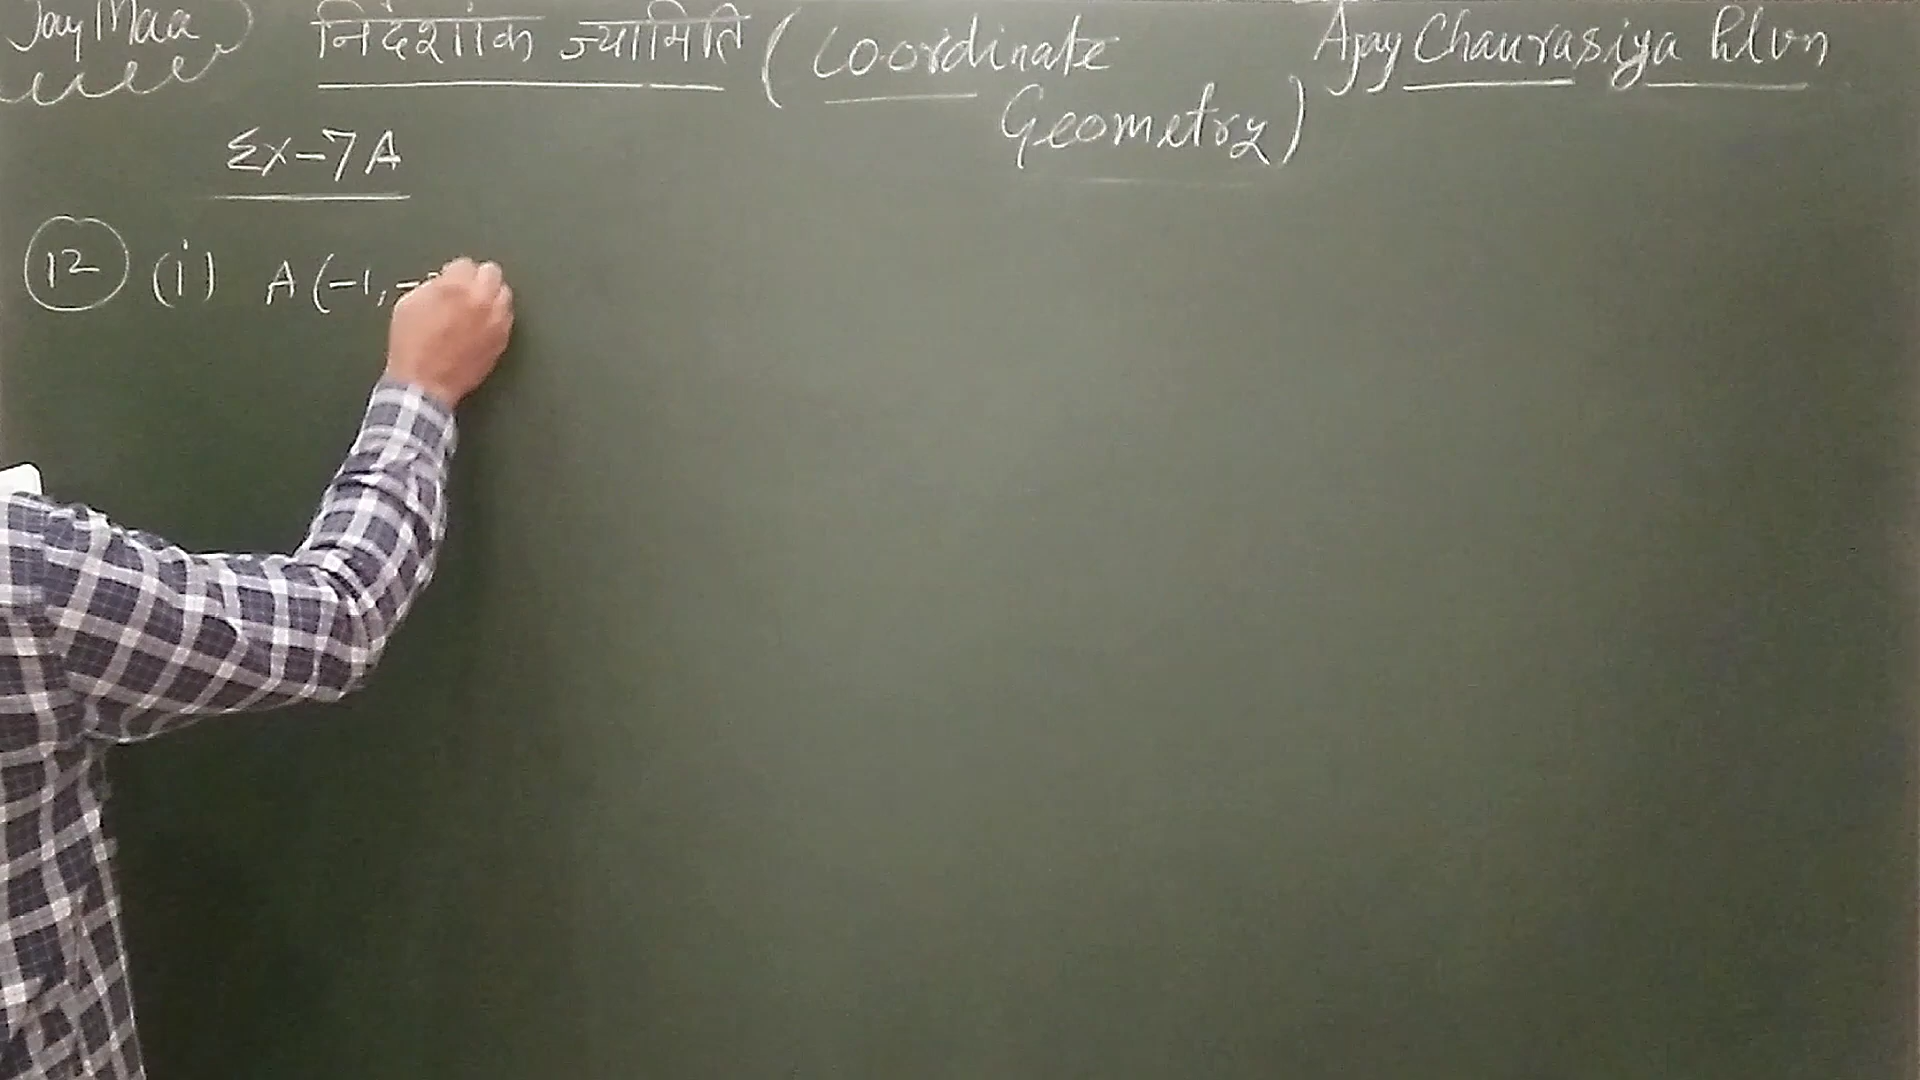 Jay Maa निर्देशांक ज्यामिति (Coordinate Geometry) Ajay Chaurasiya
Ex-7A
12 (i) A(-1, -